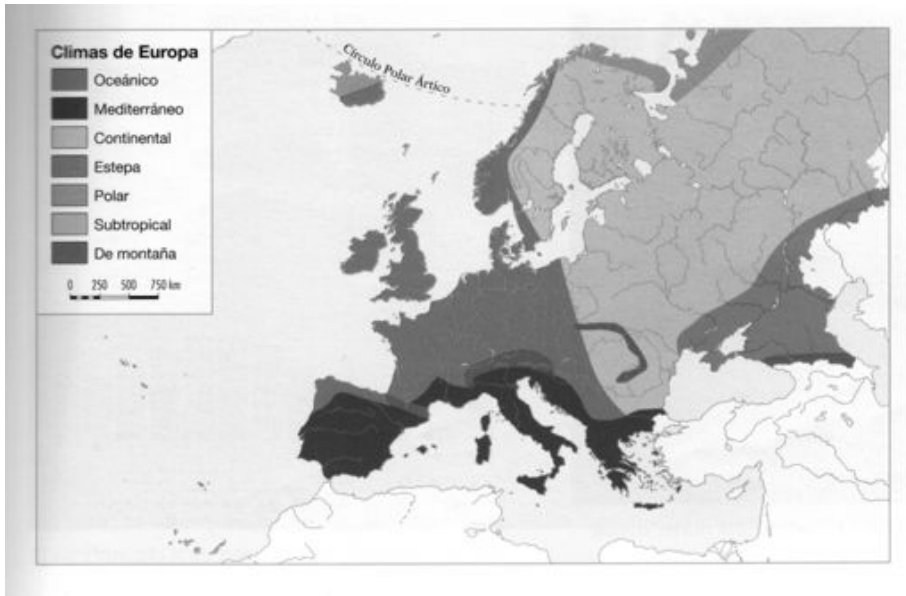 Climas de Europa
Oceánico
Mediterráneo
Continental
Estepa
Polar
Subtropical
De montaña
0 250 500 750 km
Círculo Polar Ártico